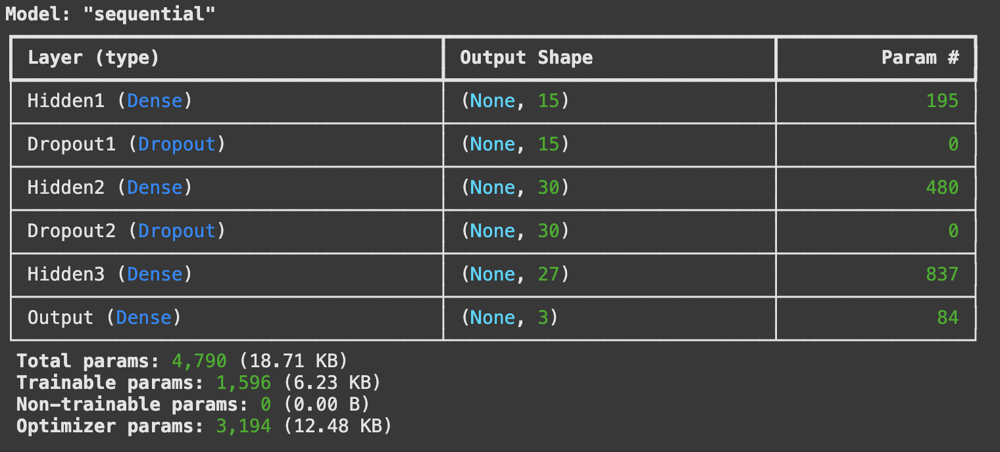 Model: "sequential"
Layer (type) Output Shape Param #
Hidden1 (Dense) (None, 15) 195
Dropout1 (Dropout) (None, 15) 0
Hidden2 (Dense) (None, 30) 480
Dropout2 (Dropout) (None, 30) 0
Hidden3 (Dense) (None, 27) 837
Output (Dense) (None, 3) 84
Total params: 4,790 (18.71 KB)
Trainable params: 1,596 (6.23 KB)
Non-trainable params: 0 (0.00 B)
Optimizer params: 3,194 (12.48 KB)